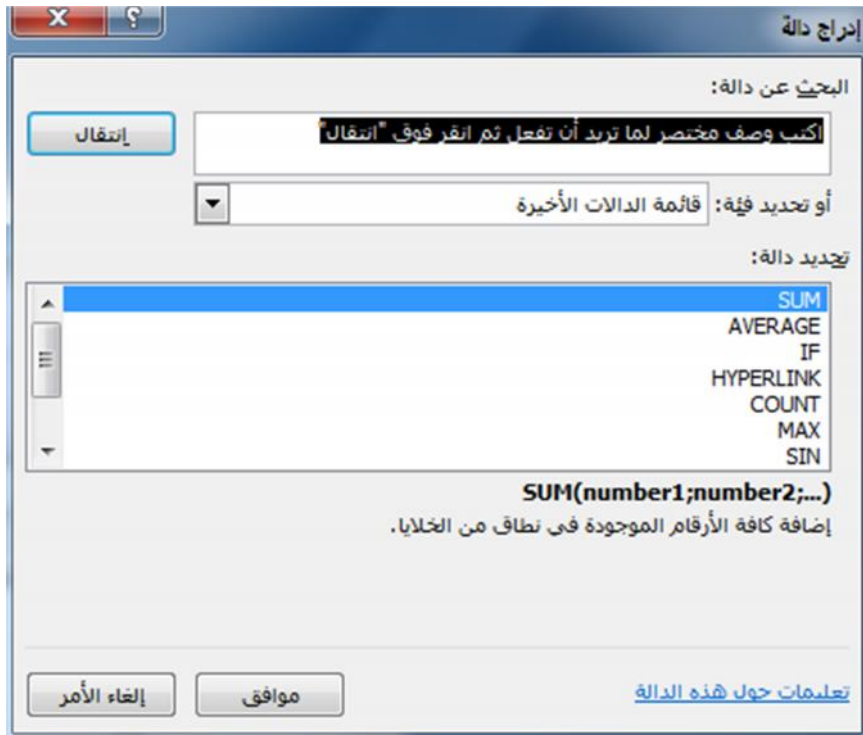 إدراج دالة
البحث عن دالة:
اكتب وصف مختصر لما تريد أن تفعل ثم انقر فوق "انتقال"
إنتقال
أو تحديد فئة: قائمة الدالات الأخيرة
تحديد دالة:
SUM
AVERAGE
IF
HYPERLINK
COUNT
MAX
SIN
SUM(number1;number2;...)
إضافة كافة الأرقام الموجودة في نطاق من الخلايا.
تعليمات حول هذه الدالة
موافق
إلغاء الأمر